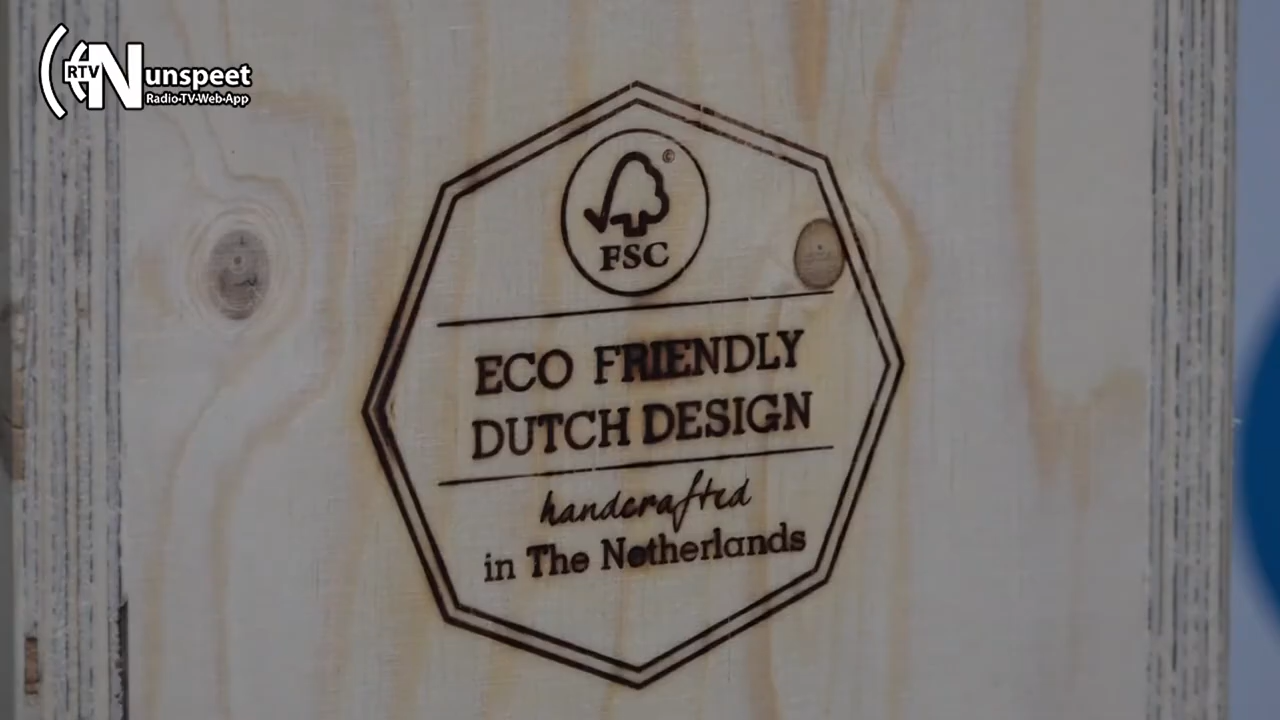 RTV Nunspeet
Radio-TV-Web-App
©
FSC
ECO FRIENDLY
DUTCH DESIGN
handcrafted
in The Netherlands